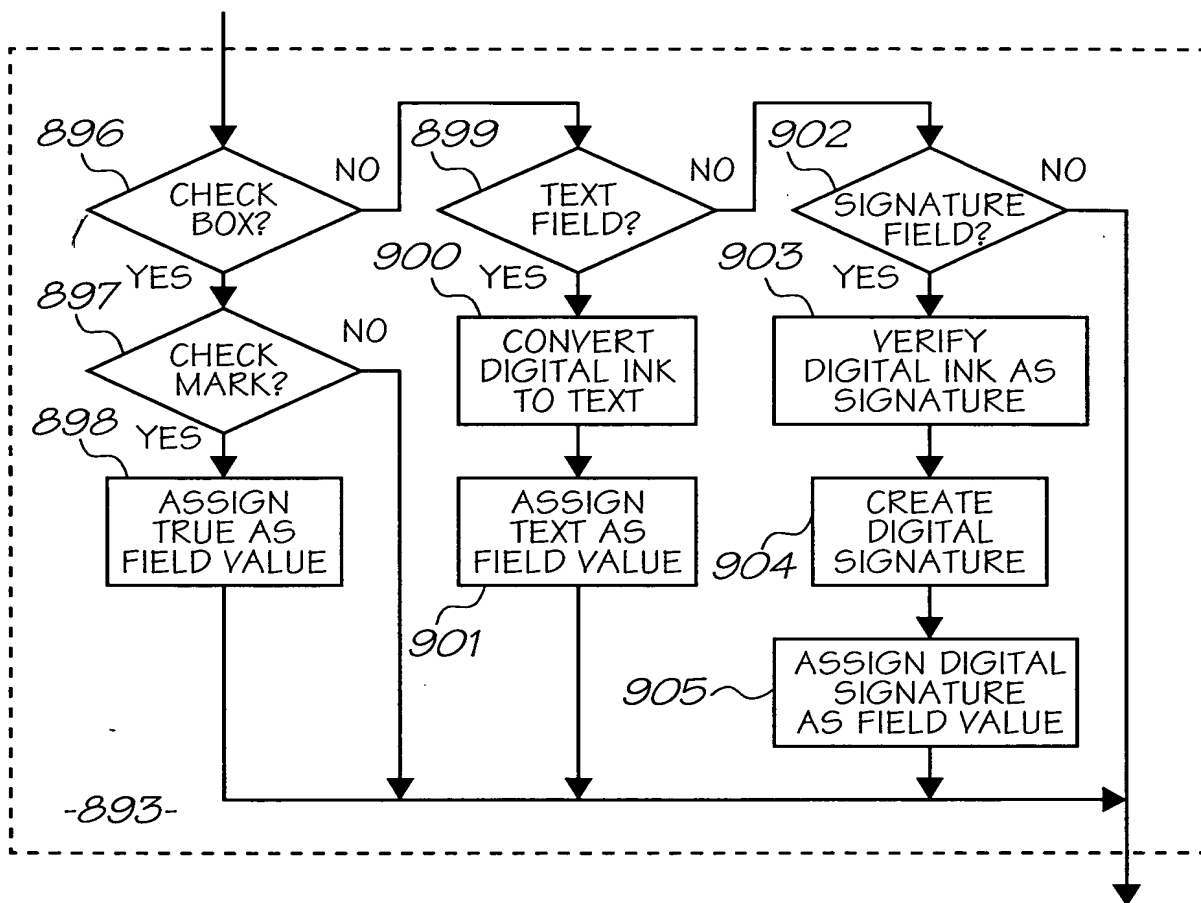 896
CHECK
BOX?
NO
YES
897
CHECK
MARK?
NO
YES
898
ASSIGN
TRUE AS
FIELD VALUE
899
TEXT
FIELD?
NO
YES
900
CONVERT
DIGITAL INK
TO TEXT
ASSIGN
TEXT AS
FIELD VALUE
901
902
SIGNATURE
FIELD?
NO
YES
903
VERIFY
DIGITAL INK AS
SIGNATURE
CREATE
DIGITAL
SIGNATURE
904
ASSIGN DIGITAL
SIGNATURE
AS FIELD VALUE
905
-893-